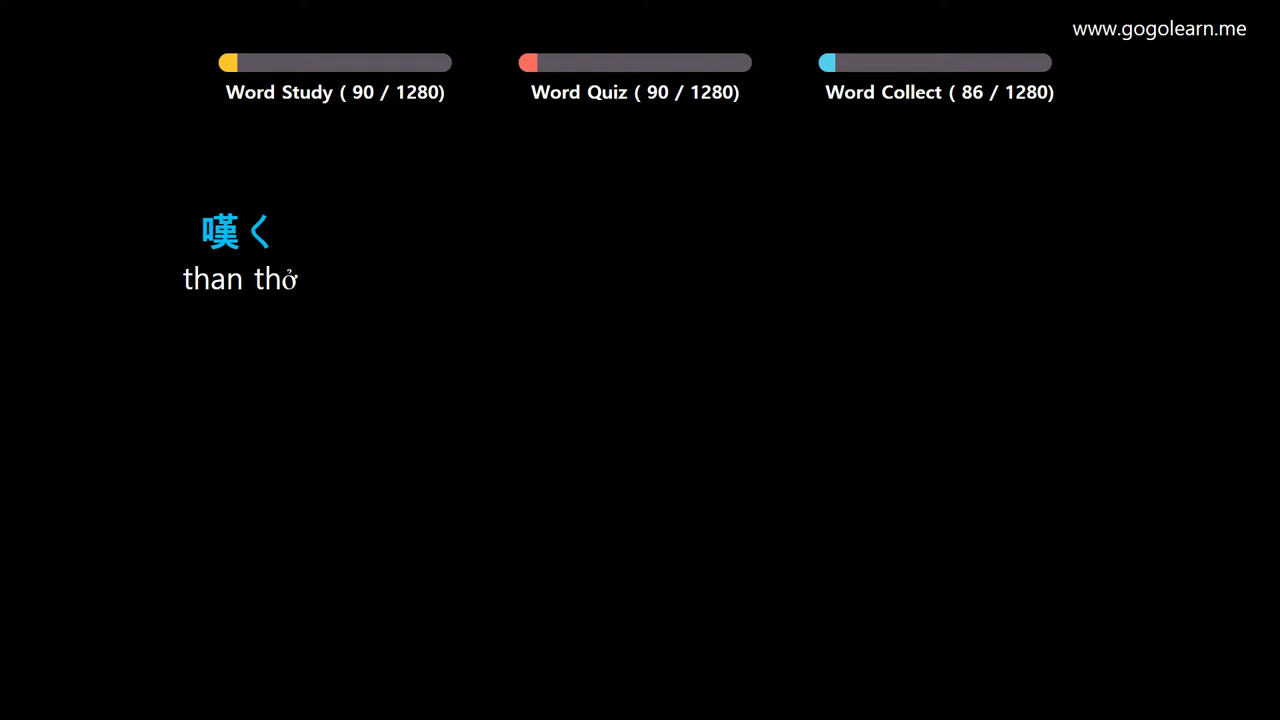 www.gogolearn.me
Word Study ( 90 / 1280)
Word Quiz ( 90 / 1280)
Word Collect ( 86 / 1280)
嘆く
than thở